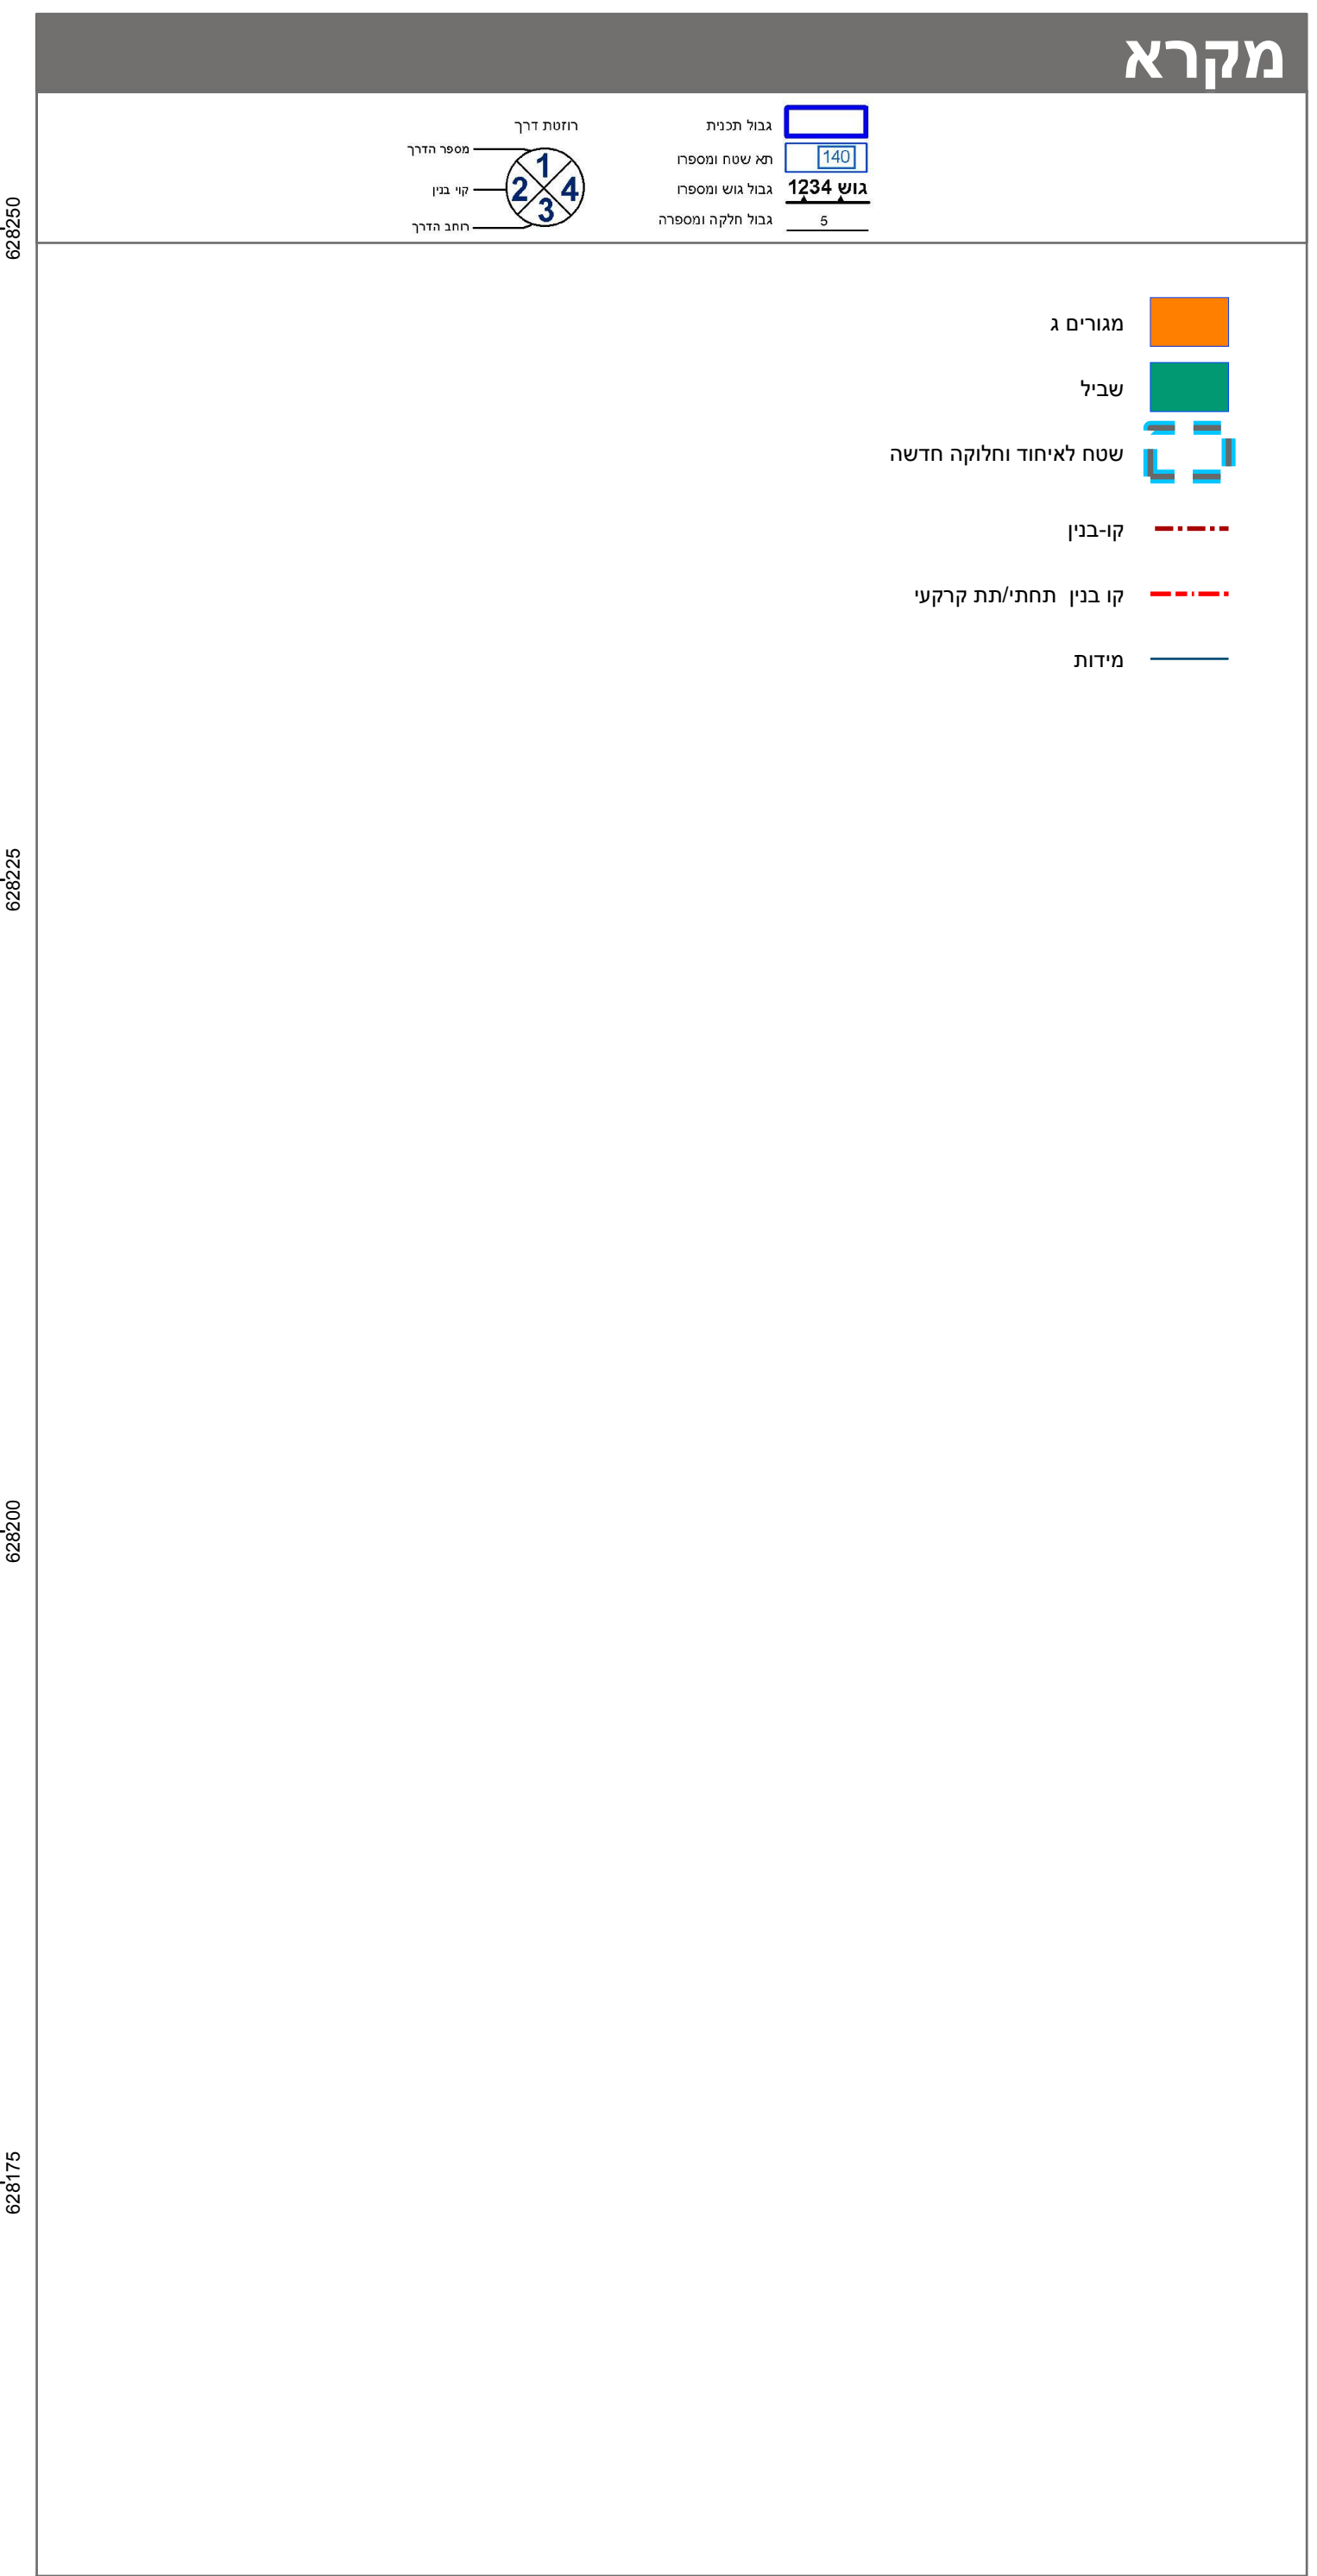 מקרא
גבול תכנית
140
תא שטח ומספרו
גוש 1234
גבול גוש ומספרו
5
גבול חלקה ומספרה
רוזטת דרך
מספר הדרך
קוי בנין
רוחב הדרך
1
2 4
3
מגורים ג
שביל
שטח לאיחוד וחלוקה חדשה
קו-בנין
קו בנין  תחתי/תת קרקעי
מידות
628250
628225
628200
628175